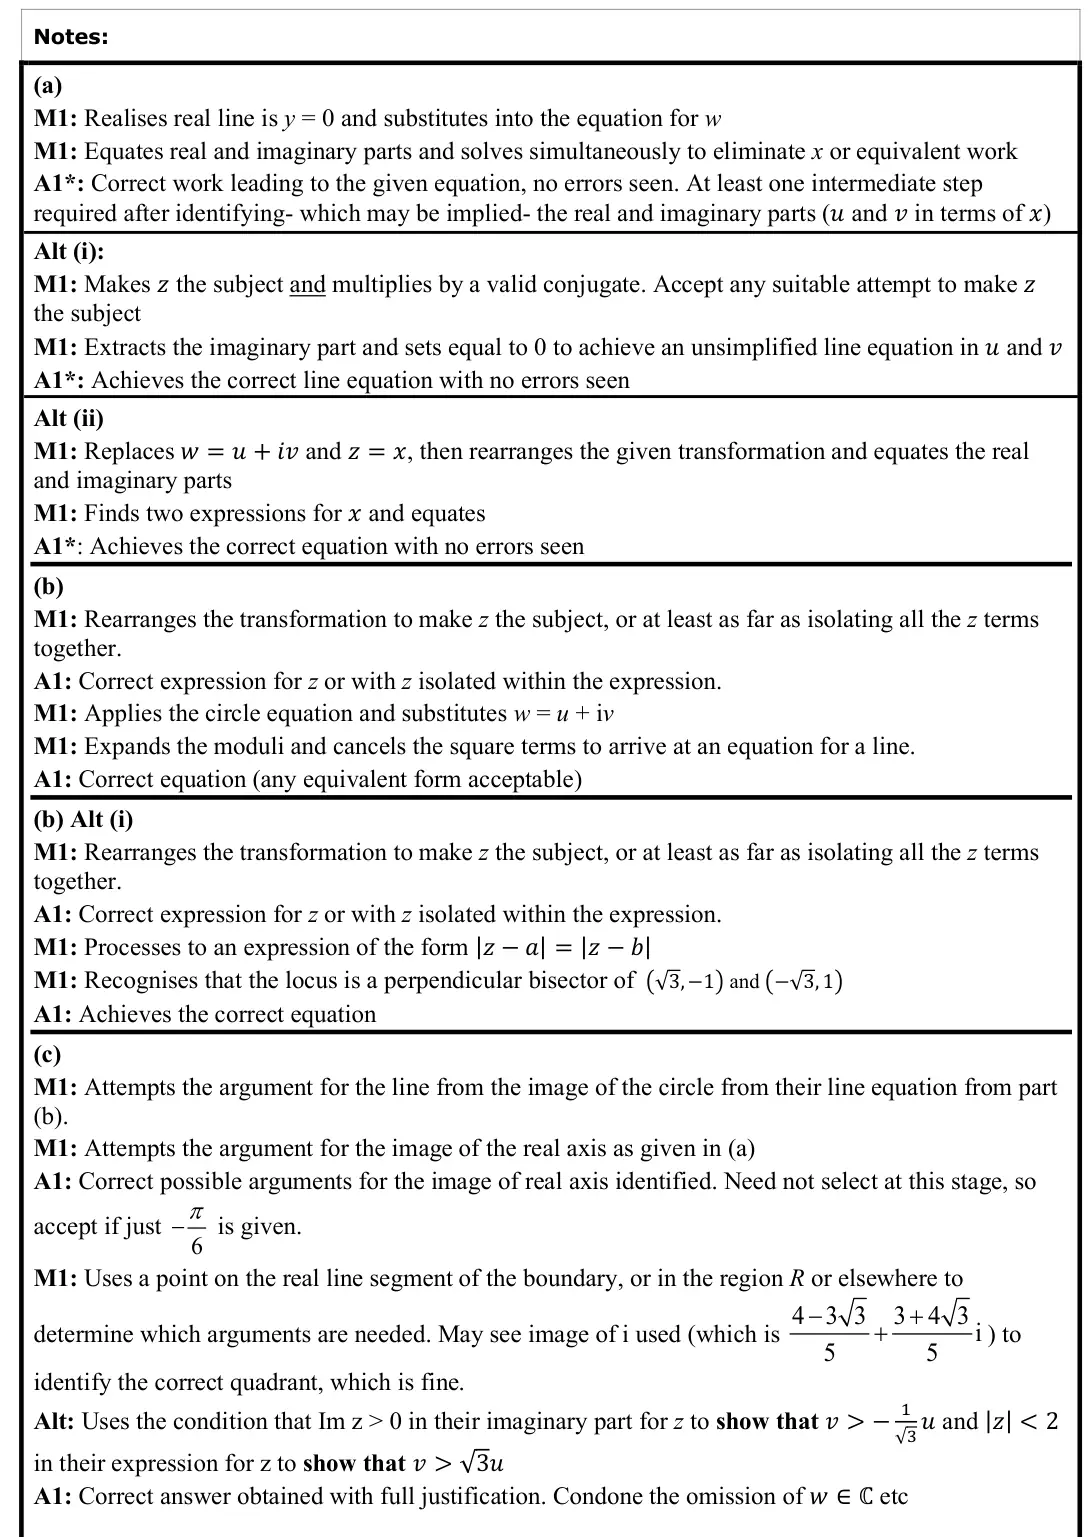 Notes:
(a)
M1: Realises real line is y = 0 and substitutes into the equation for w
M1: Equates real and imaginary parts and solves simultaneously to eliminate x or equivalent work
A1*: Correct work leading to the given equation, no errors seen. At least one intermediate step
required after identifying- which may be implied- the real and imaginary parts (u and v in terms of x)
Alt (i):
M1: Makes z the subject and multiplies by a valid conjugate. Accept any suitable attempt to make z
the subject
M1: Extracts the imaginary part and sets equal to 0 to achieve an unsimplified line equation in u and v
A1*: Achieves the correct line equation with no errors seen
Alt (ii)
M1: Replaces w = u + iv and z = x, then rearranges the given transformation and equates the real
and imaginary parts
M1: Finds two expressions for x and equates
A1*: Achieves the correct equation with no errors seen
(b)
M1: Rearranges the transformation to make z the subject, or at least as far as isolating all the z terms
together.
A1: Correct expression for z or with z isolated within the expression.
M1: Applies the circle equation and substitutes w = u + iv
M1: Expands the moduli and cancels the square terms to arrive at an equation for a line.
A1: Correct equation (any equivalent form acceptable)
(b) Alt (i)
M1: Rearranges the transformation to make z the subject, or at least as far as isolating all the z terms
together.
A1: Correct expression for z or with z isolated within the expression.
M1: Processes to an expression of the form |z − a| = |z − b|
M1: Recognises that the locus is a perpendicular bisector of (√3, −1) and (−√3, 1)
A1: Achieves the correct equation
(c)
M1: Attempts the argument for the line from the image of the circle from their line equation from part
(b).
M1: Attempts the argument for the image of the real axis as given in (a)
A1: Correct possible arguments for the image of real axis identified. Need not select at this stage, so
accept if just −π/6 is given.
M1: Uses a point on the real line segment of the boundary, or in the region R or elsewhere to
determine which arguments are needed. May see image of i used (which is (4−3√3)/5 + (3+4√3)/5 i ) to
identify the correct quadrant, which is fine.
Alt: Uses the condition that Im z > 0 in their imaginary part for z to show that v > −1/√3 u and |z| < 2
in their expression for z to show that v > √3u
A1: Correct answer obtained with full justification. Condone the omission of w ∈ ℂ etc